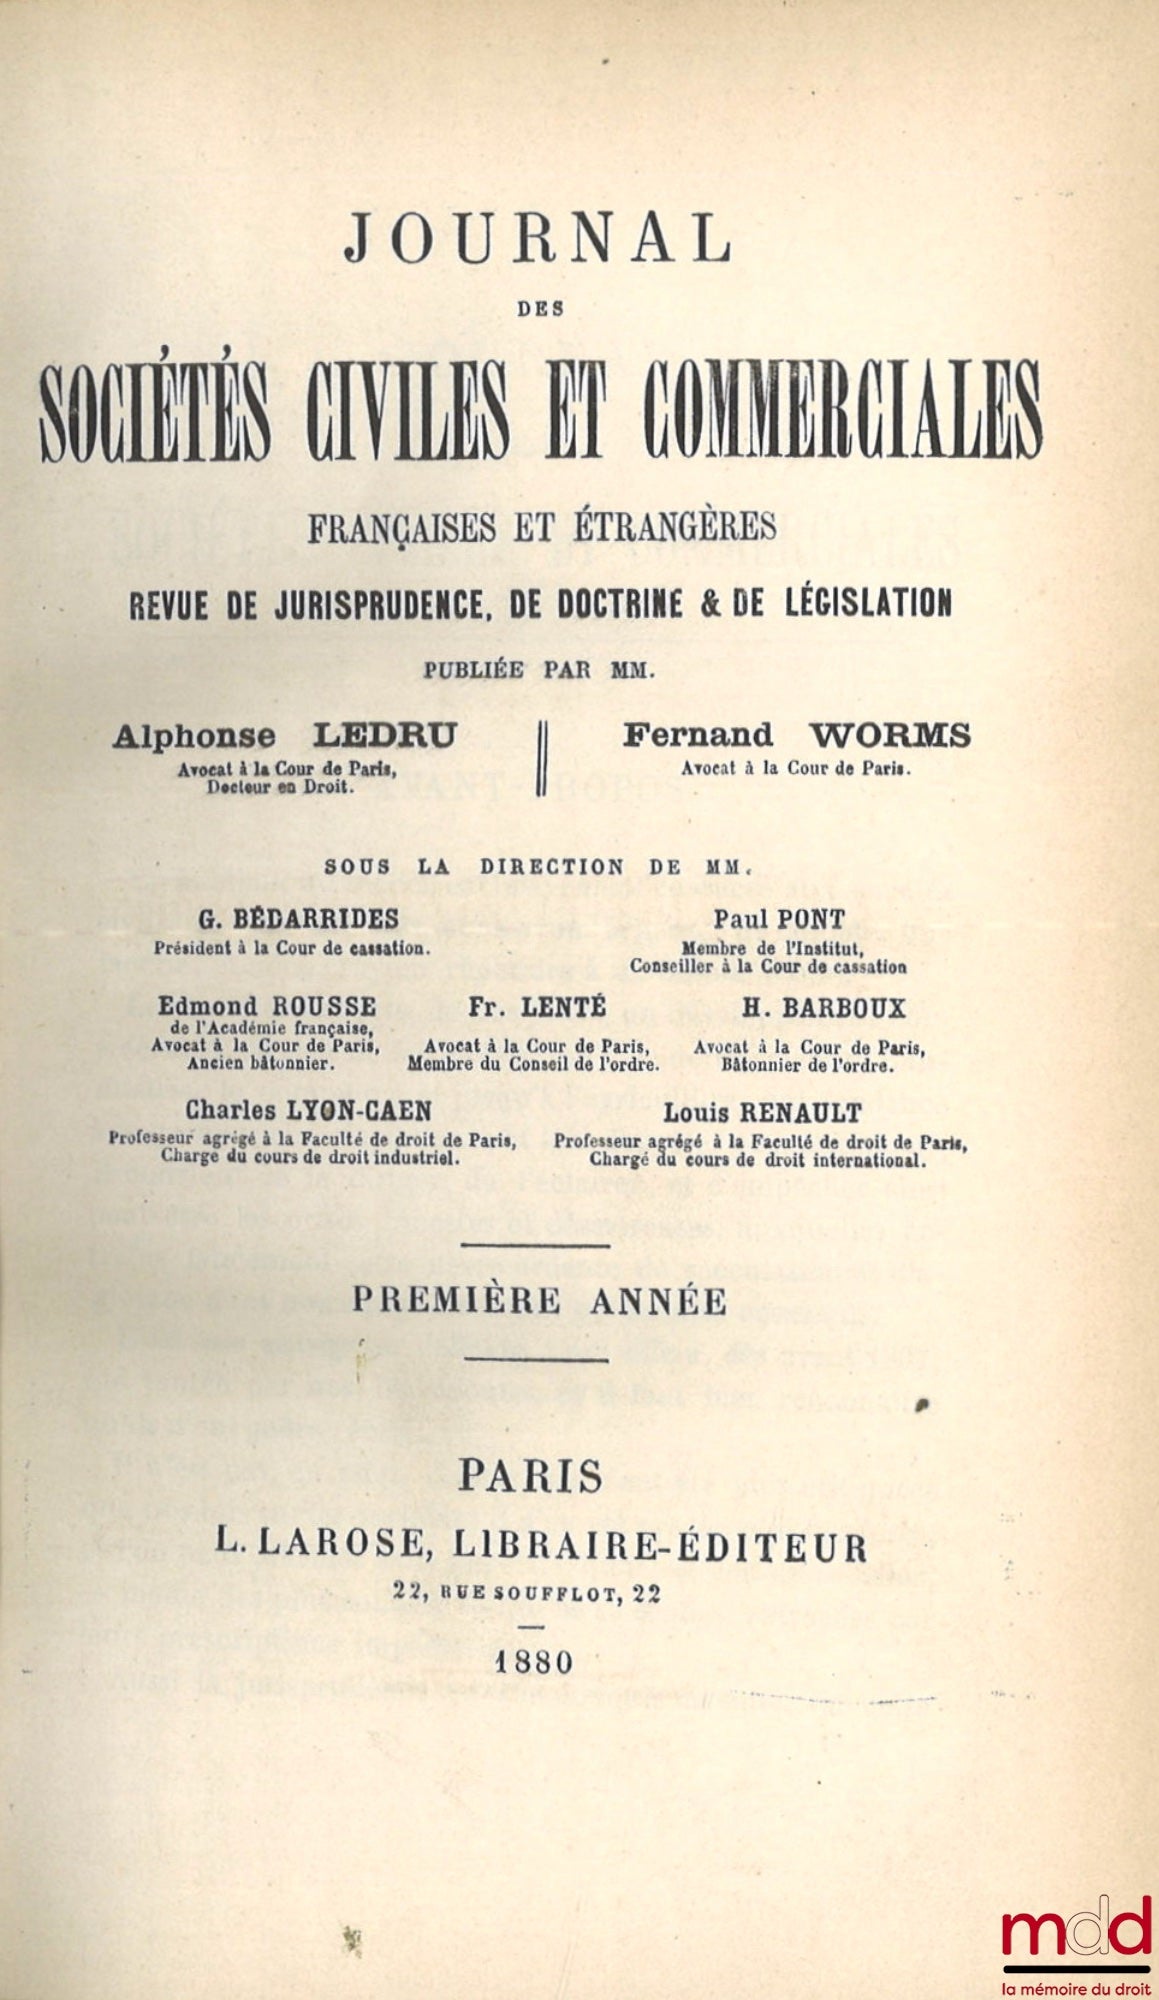 JOURNAL
DES
SOCIÉTÉS CIVILES ET COMMERCIALES
FRANÇAISES ET ÉTRANGÈRES
REVUE DE JURISPRUDENCE, DE DOCTRINE & DE LÉGISLATION
PUBLIÉE PAR MM.
Alphonse LEDRU
Avocat à la Cour de Paris,
Docteur en Droit.
Fernand WORMS
Avocat à la Cour de Paris.
SOUS LA DIRECTION DE MM.
G. BÉDARRIDES
Président à la Cour de cassation.
Paul PONT
Membre de l'Institut,
Conseiller à la Cour de cassation
Edmond ROUSSE
de l'Académie française,
Avocat à la Cour de Paris,
Ancien bâtonnier.
Fr. LENTÉ
Avocat à la Cour de Paris,
Membre du Conseil de l'ordre.
H. BARBOUX
Avocat à la Cour de Paris,
Bâtonnier de l'ordre.
Charles LYON-CAEN
Professeur agrégé à la Faculté de droit de Paris,
Chargé du cours de droit industriel.
Louis RENAULT
Professeur agrégé à la Faculté de droit de Paris,
Chargé du cours de droit international.
PREMIÈRE ANNÉE
PARIS
L. LAROSE, LIBRAIRE-ÉDITEUR
22, RUE SOUFFLOT, 22
1880
mdd
la mémoire du droit